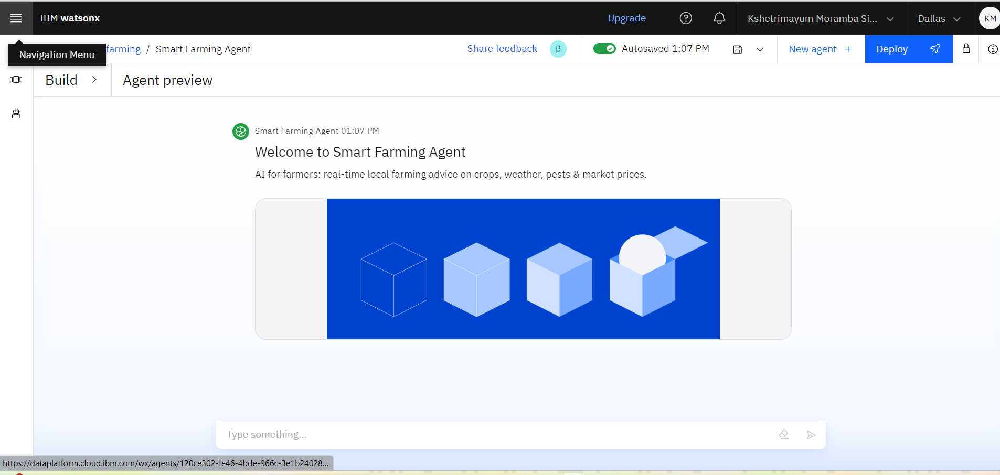 IBM watsonx
Upgrade
Kshetrimayum Moramba Si...
Dallas
KM
Navigation Menu
farming / Smart Farming Agent
Share feedback
β
Autosaved 1:07 PM
New agent +
Deploy
Build
Agent preview
Smart Farming Agent 01:07 PM
Welcome to Smart Farming Agent
AI for farmers: real-time local farming advice on crops, weather, pests & market prices.
Type something...
https://dataplatform.cloud.ibm.com/wx/agents/120ce302-fe46-4bde-966c-3e1b24028...